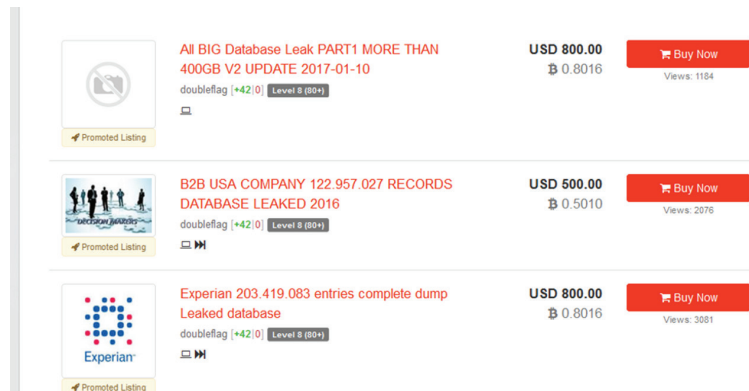 All BIG Database Leak PART1 MORE THAN
400GB V2 UPDATE 2017-01-10
doubleflag [+42|0] Level 8 (80+)
USD 800.00
฿ 0.8016
Buy Now
Views: 1184
Promoted Listing
B2B USA COMPANY 122.957.027 RECORDS
DATABASE LEAKED 2016
doubleflag [+42|0] Level 8 (80+)
USD 500.00
฿ 0.5010
Buy Now
Views: 2076
DECISION MAKERS
Promoted Listing
Experian 203.419.083 entries complete dump
Leaked database
doubleflag [+42|0] Level 8 (80+)
USD 800.00
฿ 0.8016
Buy Now
Views: 3081
Experian
Promoted Listing